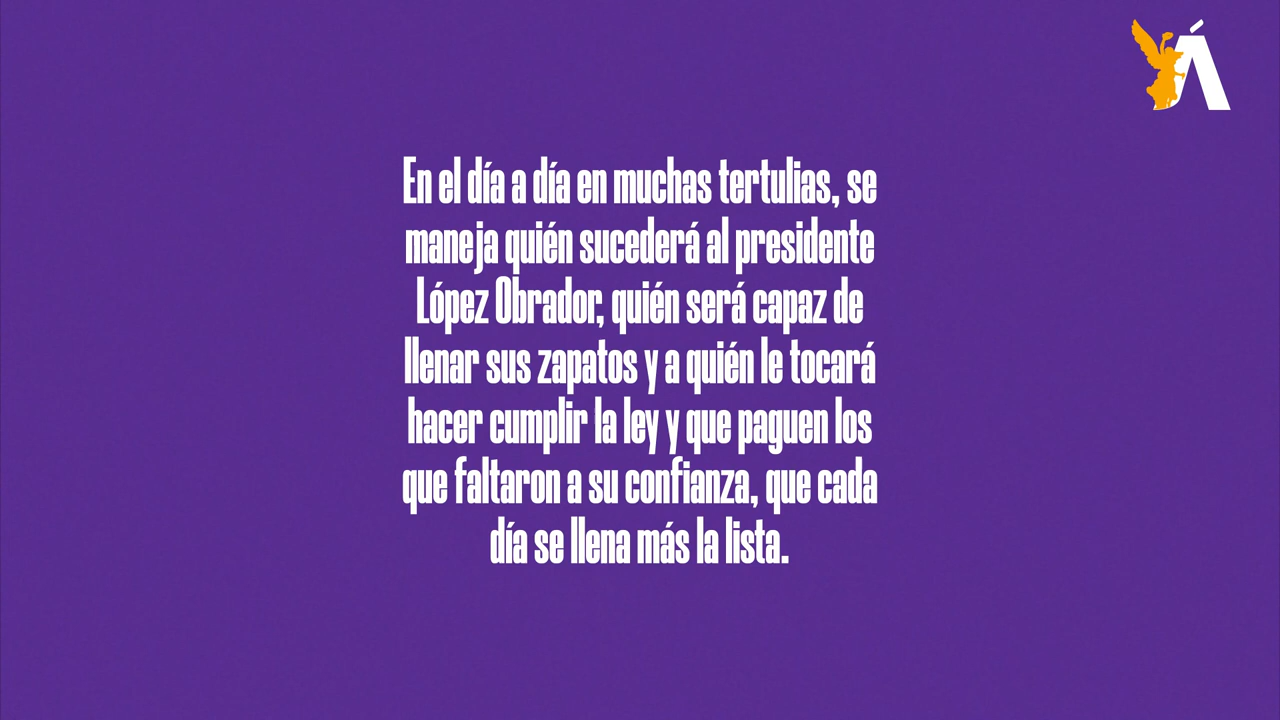 Á
En el día a día en muchas tertulias, se
maneja quién sucederá al presidente
López Obrador, quién será capaz de
llenar sus zapatos y a quién le tocará
hacer cumplir la ley y que paguen los
que faltaron a su confianza, que cada
día se llena más la lista.